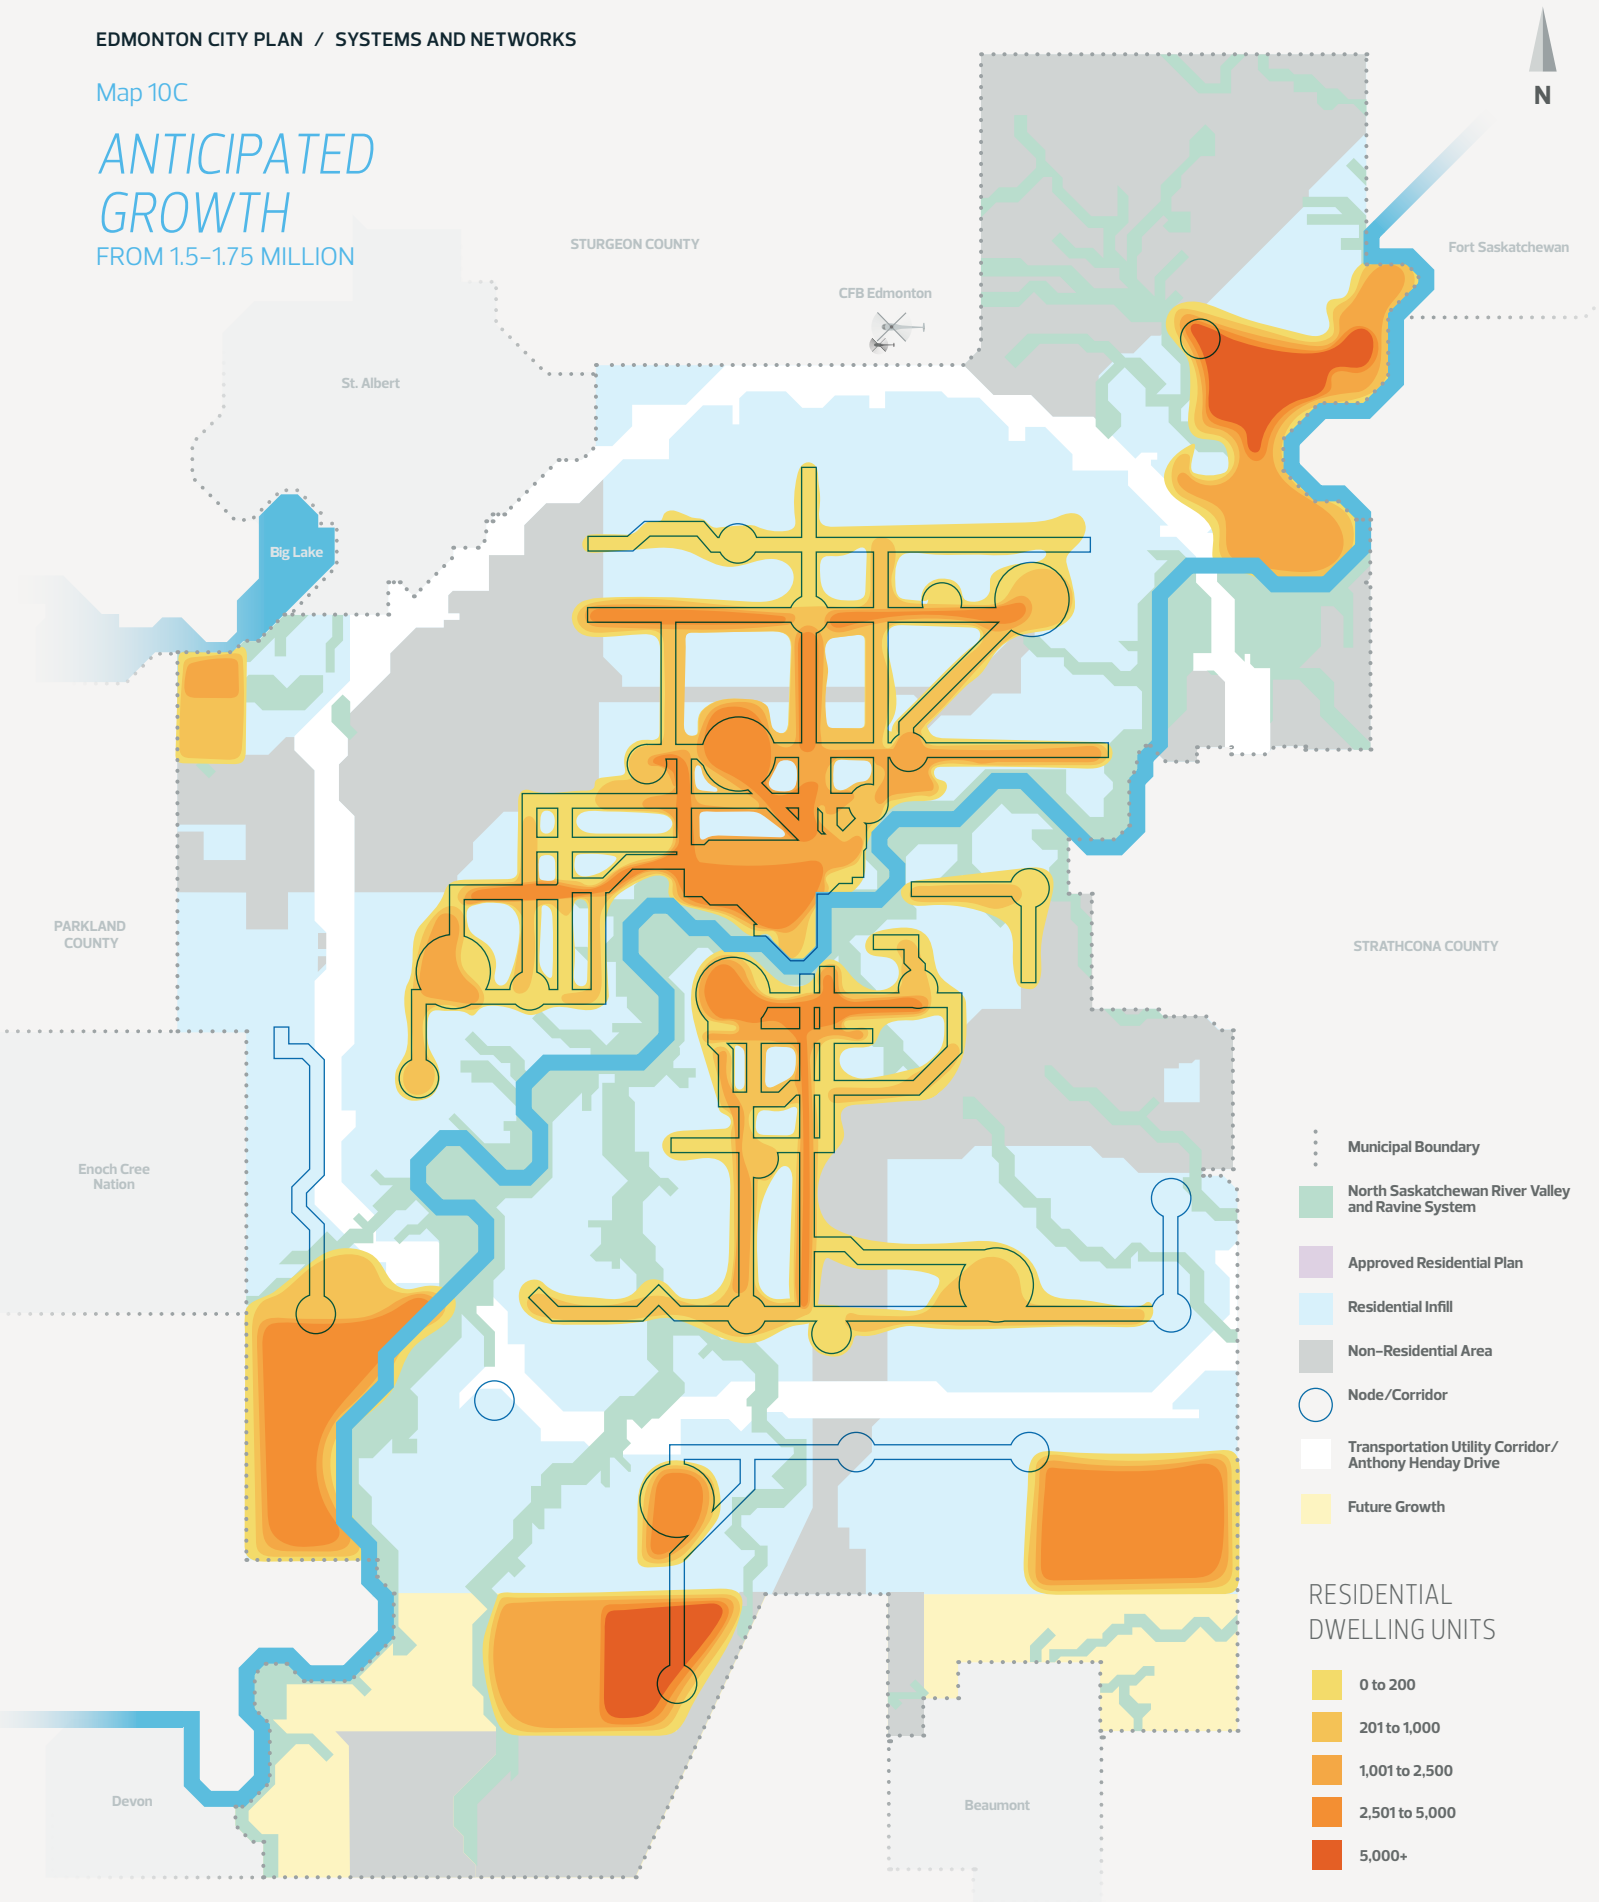 EDMONTON CITY PLAN / SYSTEMS AND NETWORKS
Map 10C
ANTICIPATED
GROWTH
FROM 1.5–1.75 MILLION
N
STURGEON COUNTY
Fort Saskatchewan
CFB Edmonton
St. Albert
Big Lake
PARKLAND
COUNTY
STRATHCONA COUNTY
Enoch Cree
Nation
Devon
Beaumont
Municipal Boundary
North Saskatchewan River Valley
and Ravine System
Approved Residential Plan
Residential Infill
Non-Residential Area
Node/Corridor
Transportation Utility Corridor/
Anthony Henday Drive
Future Growth
RESIDENTIAL
DWELLING UNITS
0 to 200
201 to 1,000
1,001 to 2,500
2,501 to 5,000
5,000+